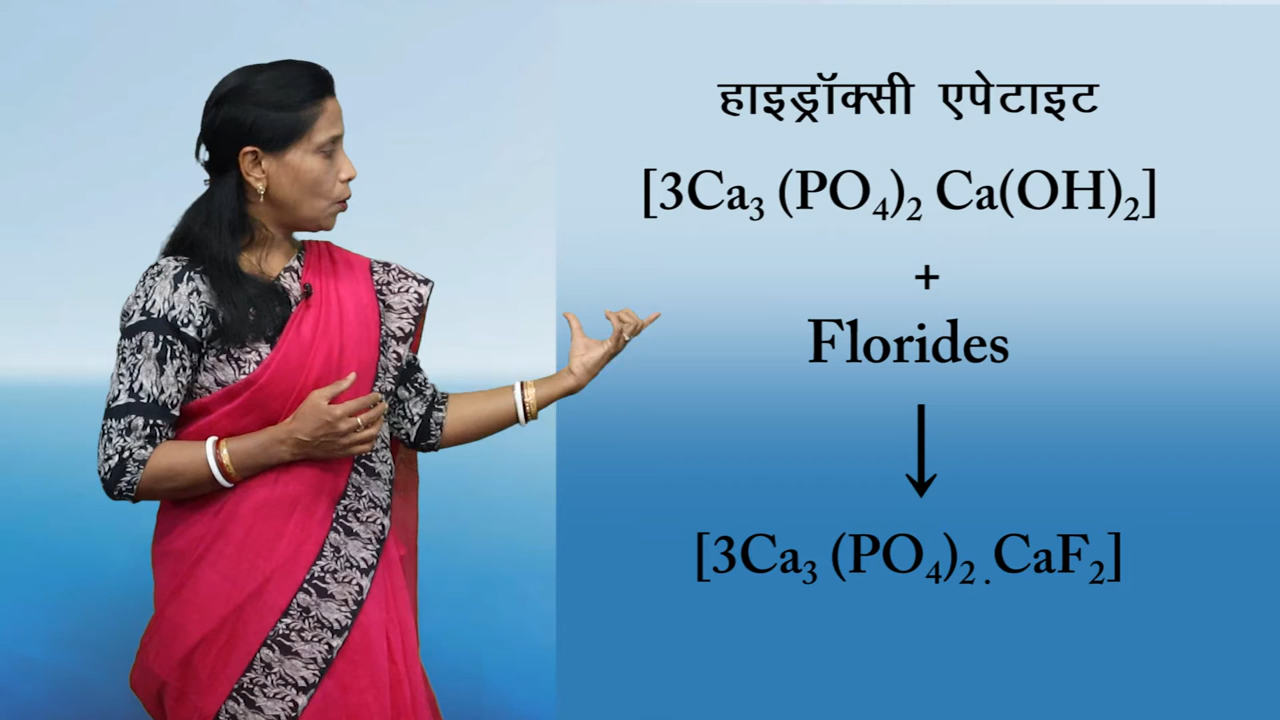 हाइड्रॉक्सी एपेटाइट
[3Ca₃ (PO₄)₂ Ca(OH)₂]
+
Florides
↓
[3Ca₃ (PO₄)₂ . CaF₂]